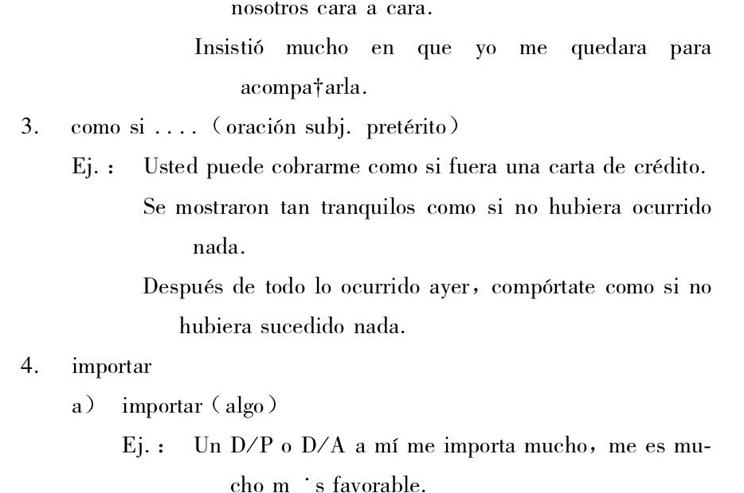 nosotros cara a cara.
Insistió mucho en que yo me quedara para
acompa†arla.
3. como si ....（oración subj. pretérito）
Ej.： Usted puede cobrarme como si fuera una carta de crédito.
Se mostraron tan tranquilos como si no hubiera ocurrido
nada.
Después de todo lo ocurrido ayer，compórtate como si no
hubiera sucedido nada.
4. importar
a） importar（algo）
Ej.： Un D/P o D/A a mí me importa mucho，me es mu-
cho m ˙s favorable.